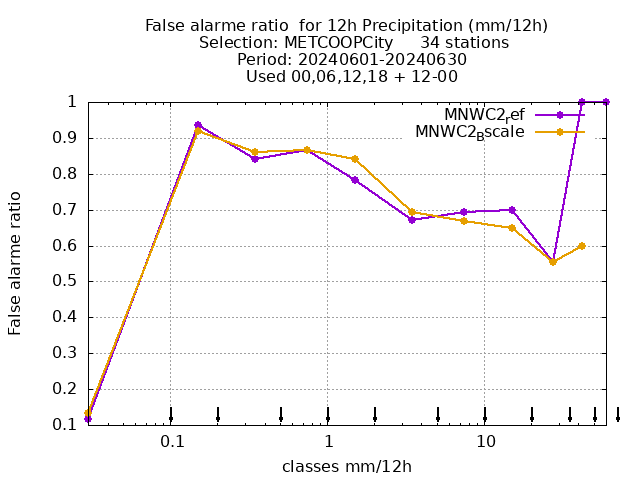 False alarme ratio  for 12h Precipitation (mm/12h)
Selection: METCOOPCity     34 stations
Period: 20240601-20240630
Used 00,06,12,18 + 12-00
MNWC2ref
MNWC2Bscale
1
0.9
0.8
0.7
0.6
0.5
0.4
0.3
0.2
0.1
False alarme ratio
0.1 1 10
classes mm/12h